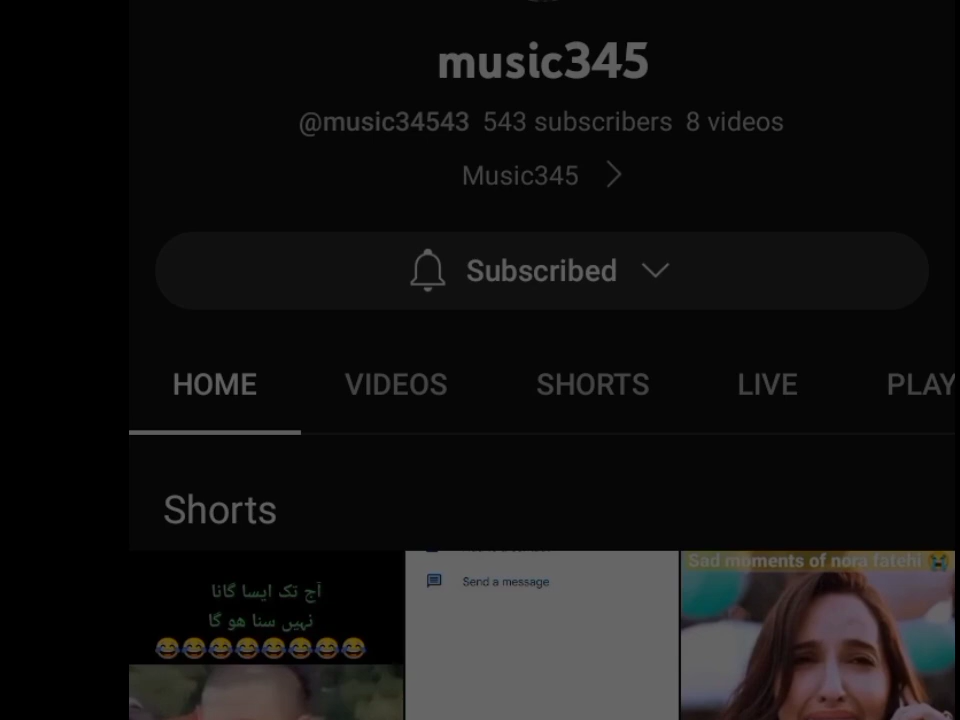 music345
@music34543 543 subscribers 8 videos
Music345
Subscribed
HOME VIDEOS SHORTS LIVE PLAY
Shorts
آج تک ایسا گانا
نہیں سنا ھو گا
😂😂😂😂😂😂😂😂
Send a message
Sad moments of nora fatehi 😭